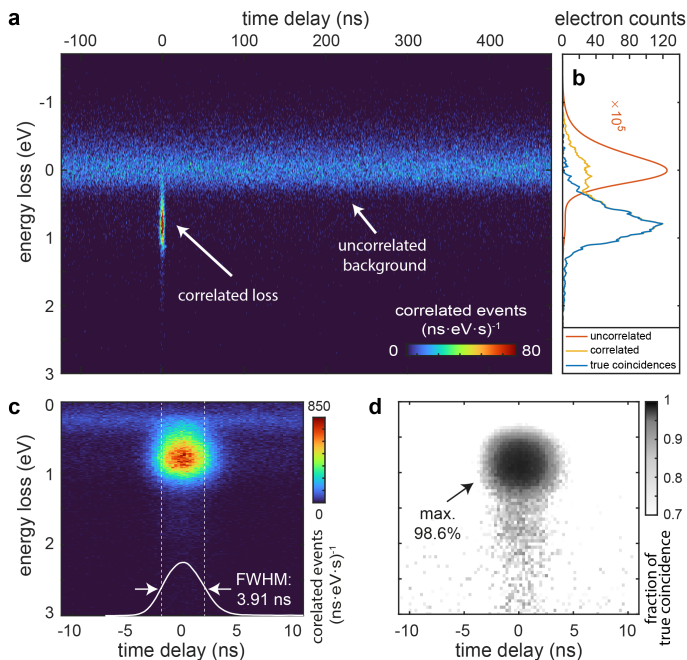 a
time delay (ns)
-100 0 100 200 300 400
energy loss (eV)
-1
0
1
2
3
correlated loss
uncorrelated
background
correlated events
(ns·eV·s)⁻¹
0 80
electron counts
0 20 40 60 80 120
b
×10⁵
uncorrelated
correlated
true coincidences
c
energy loss (eV)
0
1
2
3
FWHM:
3.91 ns
-10 -5 0 5 10
time delay (ns)
850
0
corelated events
(ns·eV·s)⁻¹
d
max.
98.6%
-10 -5 0 5 10
time delay (ns)
1
0.9
0.8
0.7
fraction of
true coincidence